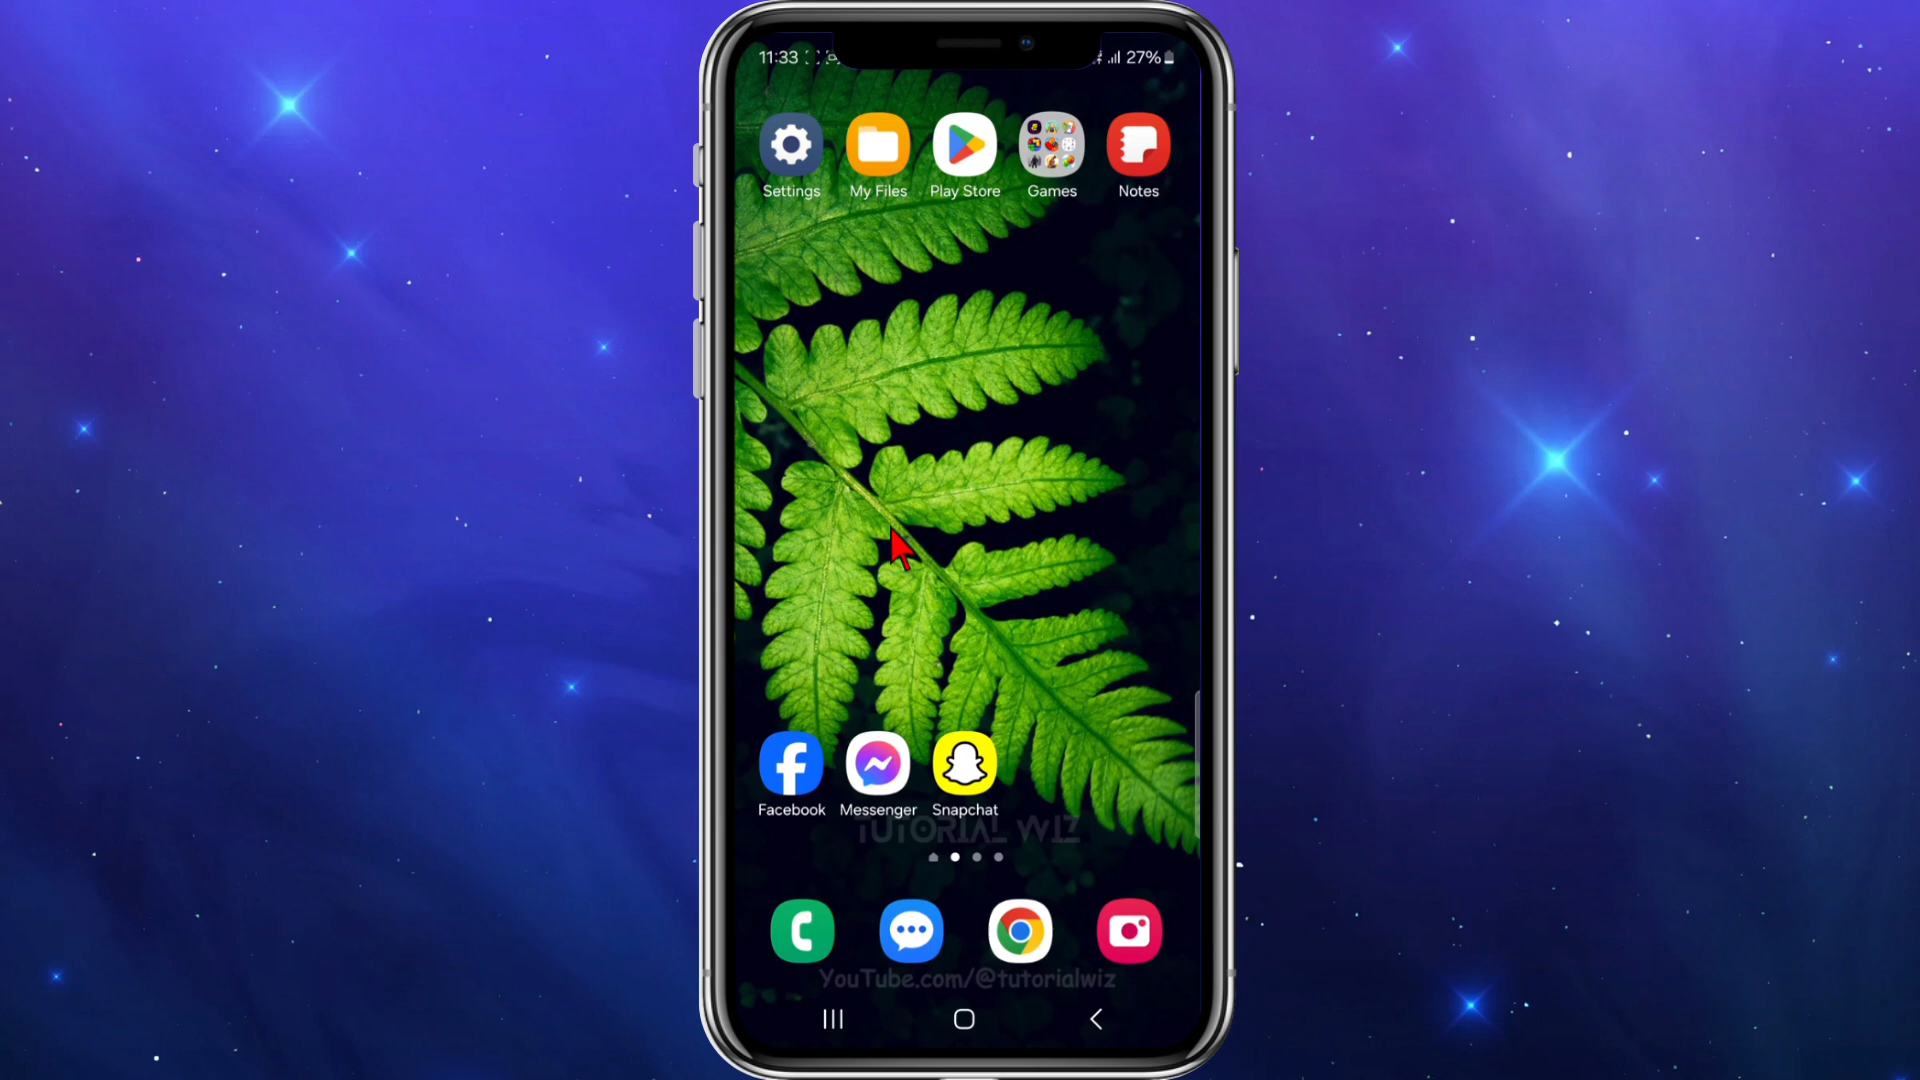 11:33 27%
Settings My Files Play Store Games Notes
Facebook Messenger Snapchat
TUTORIAL WIZ
YouTube.com/@tutorialwiz